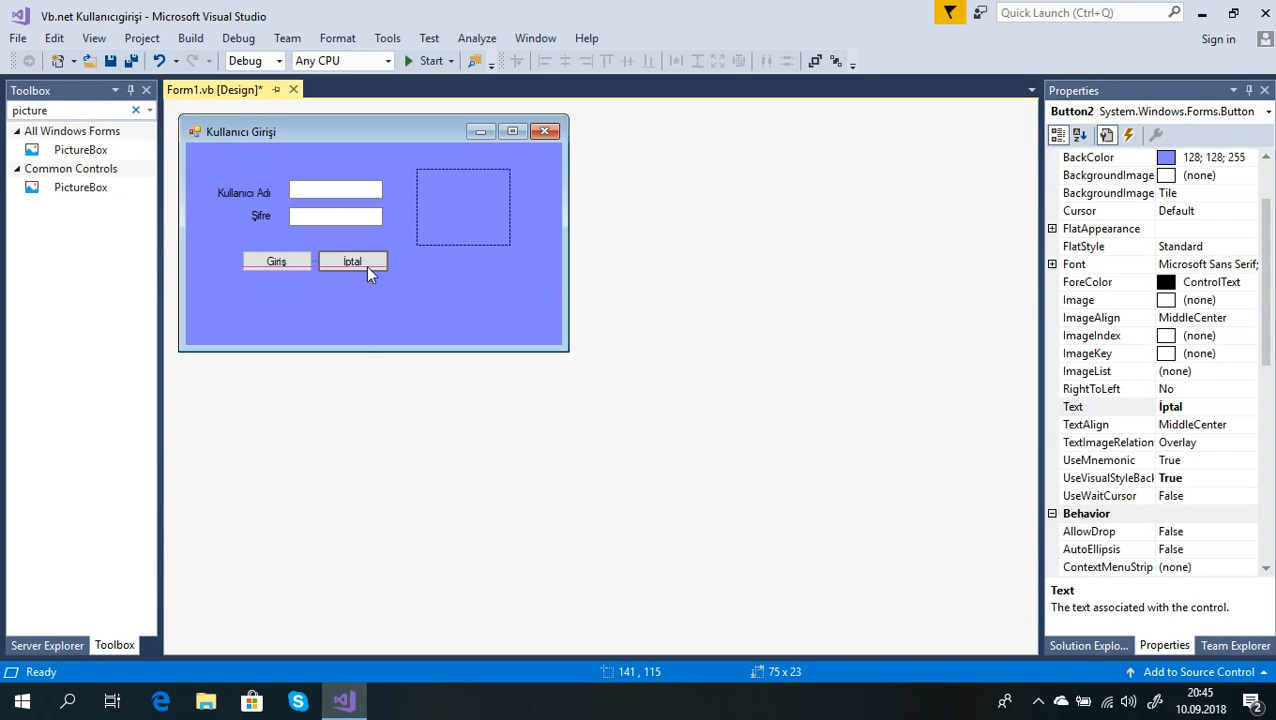 Vb.net Kullanıcıgirişi - Microsoft Visual Studio
Quick Launch (Ctrl+Q)
File Edit View Project Build Debug Team Format Tools Test Analyze Window Help
Sign in
Debug Any CPU Start
Toolbox
picture
All Windows Forms
PictureBox
Common Controls
PictureBox
Server Explorer Toolbox
Form1.vb [Design]*
Kullanıcı Girişi
Kullanıcı Adı
Şifre
Giriş İptal
Properties
Button2 System.Windows.Forms.Button
BackColor 128; 128; 255
BackgroundImage (none)
BackgroundImage Tile
Cursor Default
FlatAppearance
FlatStyle Standard
Font Microsoft Sans Serif;
ForeColor ControlText
Image (none)
ImageAlign MiddleCenter
ImageIndex (none)
ImageKey (none)
ImageList (none)
RightToLeft No
Text İptal
TextAlign MiddleCenter
TextImageRelation Overlay
UseMnemonic True
UseVisualStyleBack True
UseWaitCursor False
Behavior
AllowDrop False
AutoEllipsis False
ContextMenuStrip (none)
Text
The text associated with the control.
Solution Explo... Properties Team Explorer
Ready 141 , 115 75 x 23 Add to Source Control
20:45
10.09.2018
2